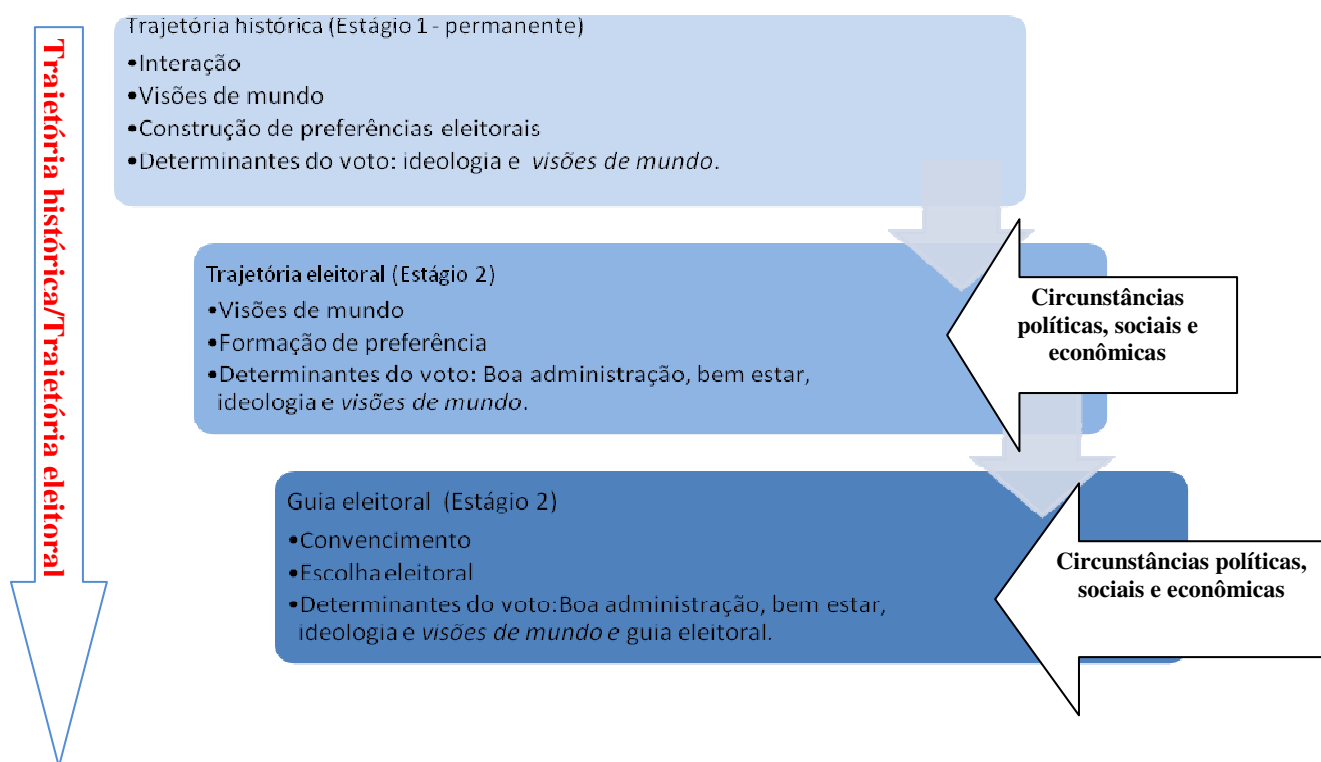 Trajetória histórica/Trajetória eleitoral
Trajetória histórica (Estágio 1 - permanente)
•Interação
•Visões de mundo
•Construção de preferências eleitorais
•Determinantes do voto: ideologia e visões de mundo.
Trajetória eleitoral (Estágio 2)
•Visões de mundo
•Formação de preferência
•Determinantes do voto: Boa administração, bem estar,
ideologia e visões de mundo.
Circunstâncias
políticas, sociais e
econômicas
Guia eleitoral (Estágio 2)
•Convencimento
•Escolha eleitoral
•Determinantes do voto:Boa administração, bem estar,
ideologia e visões de mundo e guia eleitoral.
Circunstâncias políticas,
sociais e econômicas